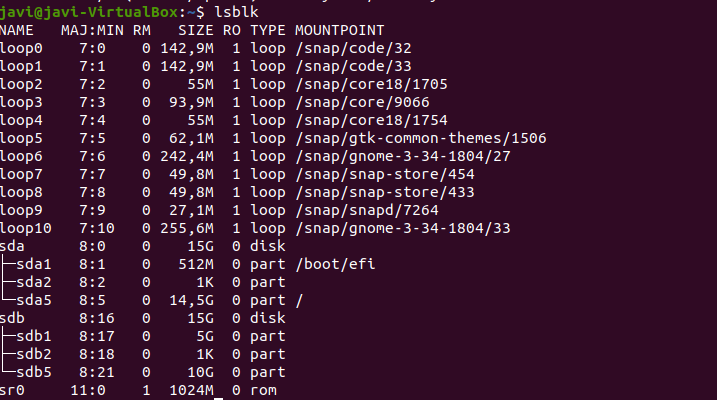 javi@javi-VirtualBox:~$ lsblk
NAME   MAJ:MIN RM   SIZE RO TYPE MOUNTPOINT
loop0    7:0    0 142,9M  1 loop /snap/code/32
loop1    7:1    0 142,9M  1 loop /snap/code/33
loop2    7:2    0    55M  1 loop /snap/core18/1705
loop3    7:3    0  93,9M  1 loop /snap/core/9066
loop4    7:4    0    55M  1 loop /snap/core18/1754
loop5    7:5    0  62,1M  1 loop /snap/gtk-common-themes/1506
loop6    7:6    0 242,4M  1 loop /snap/gnome-3-34-1804/27
loop7    7:7    0  49,8M  1 loop /snap/snap-store/454
loop8    7:8    0  49,8M  1 loop /snap/snap-store/433
loop9    7:9    0  27,1M  1 loop /snap/snapd/7264
loop10   7:10   0 255,6M  1 loop /snap/gnome-3-34-1804/33
sda      8:0    0    15G  0 disk
├─sda1   8:1    0   512M  0 part /boot/efi
├─sda2   8:2    0     1K  0 part
└─sda5   8:5    0  14,5G  0 part /
sdb      8:16   0    15G  0 disk
├─sdb1   8:17   0     5G  0 part
├─sdb2   8:18   0     1K  0 part
└─sdb5   8:21   0    10G  0 part
sr0     11:0    1  1024M  0 rom